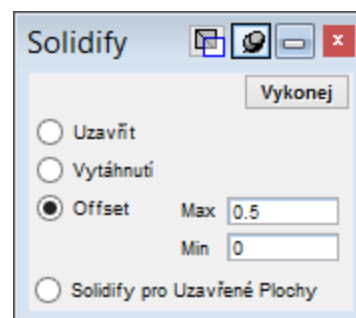 Solidify
Vykonej
Uzavřít
Vytáhnutí
Offset Max 0.5
Min 0
Solidify pro Uzavřené Plochy